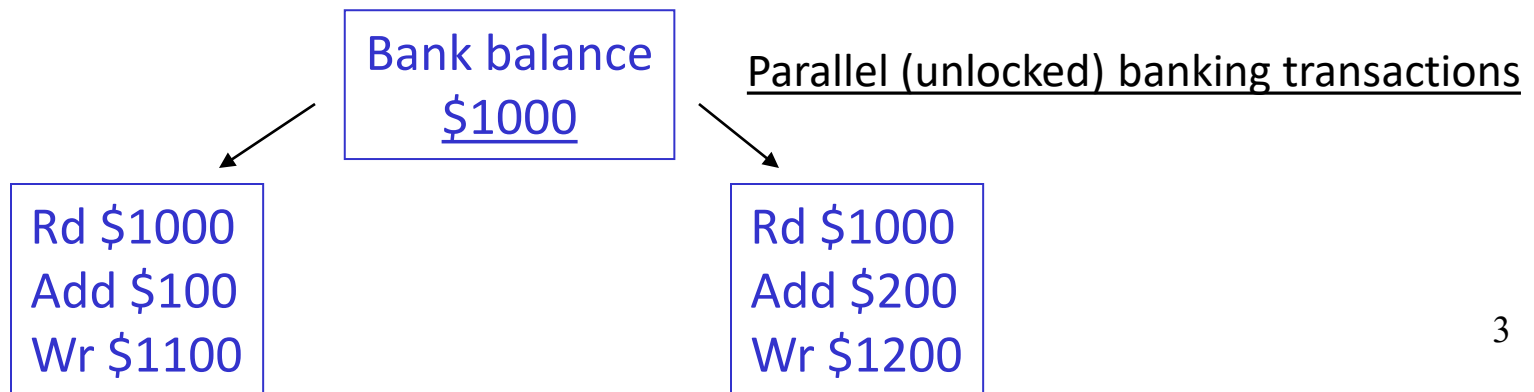 Bank balance
$1000
Parallel (unlocked) banking transactions
Rd $1000
Add $100
Wr $1100
Rd $1000
Add $200
Wr $1200
3